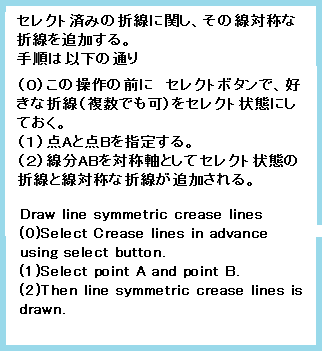 セレクト済みの折線に関し、その線対称な
折線を追加する。
手順は以下の通り
（０）この操作の前に　セレクトボタンで、好
きな折線（複数でも可）をセレクト状態にし
ておく。
（１）点Aと点Bを指定する。
（２）線分ABを対称軸としてセレクト状態の
折線と線対称な折線が追加される。
Draw line symmetric crease lines
(0)Select Crease lines in advance
using select button.
(1)Select point A and point B.
(2)Then line symmetric crease lines is
drawn.